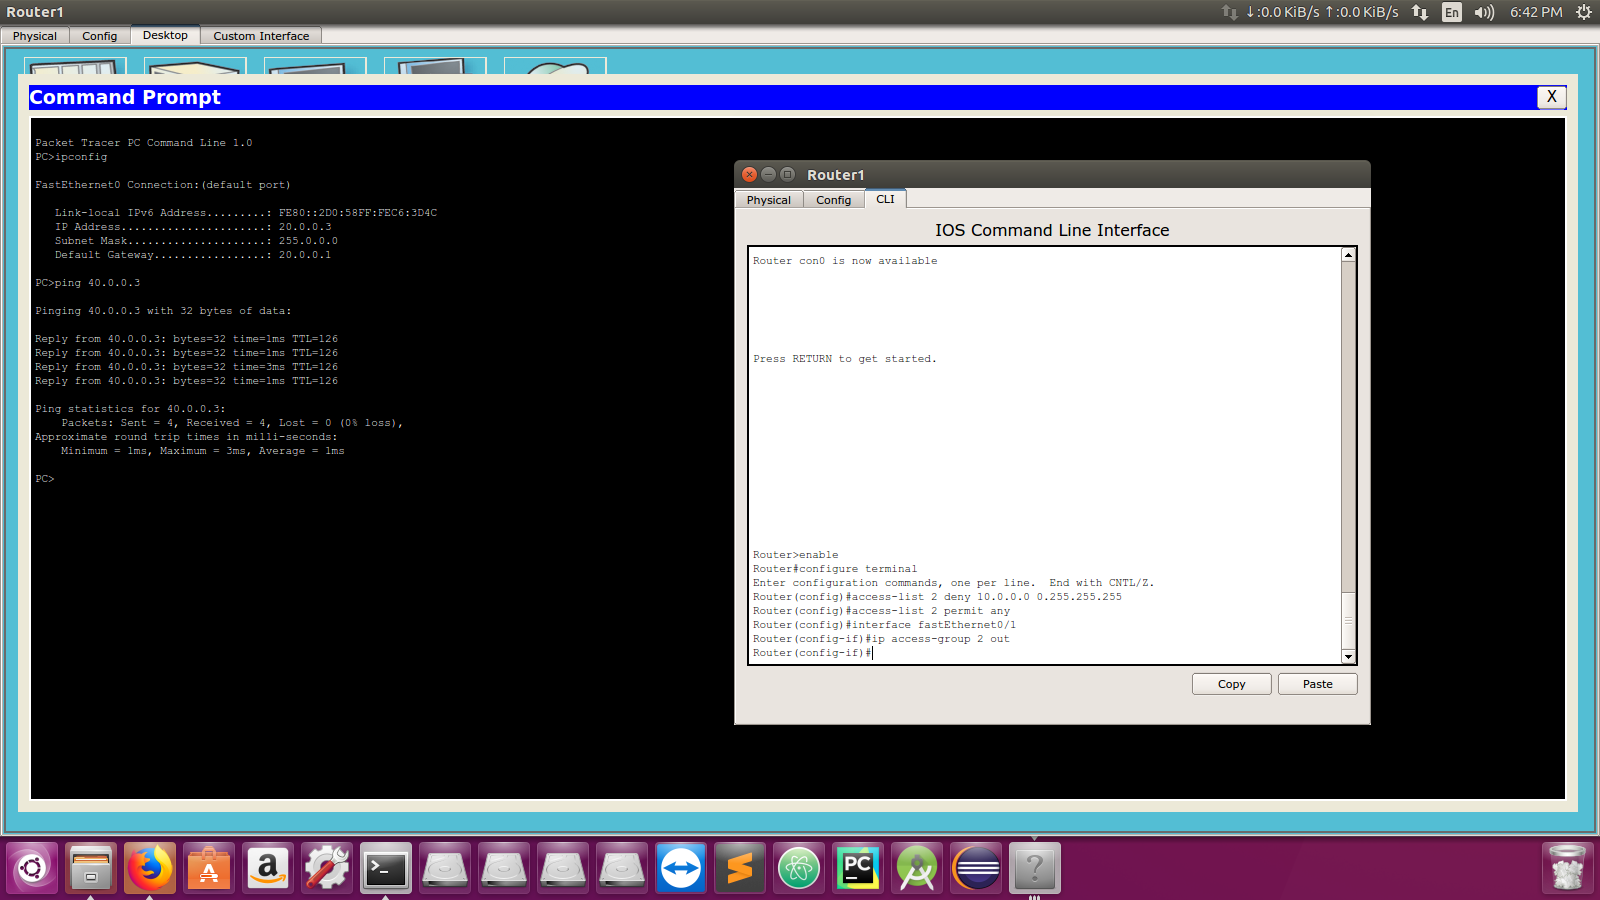 Router1
↓:0.0 KiB/s ↑:0.0 KiB/s
En
6:42 PM
Physical
Config
Desktop
Custom Interface
Command Prompt
X
Packet Tracer PC Command Line 1.0
PC>ipconfig
FastEthernet0 Connection:(default port)
Link-local IPv6 Address.........: FE80::2D0:58FF:FEC6:3D4C
IP Address......................: 20.0.0.3
Subnet Mask.....................: 255.0.0.0
Default Gateway.................: 20.0.0.1
PC>ping 40.0.0.3
Pinging 40.0.0.3 with 32 bytes of data:
Reply from 40.0.0.3: bytes=32 time=1ms TTL=126
Reply from 40.0.0.3: bytes=32 time=1ms TTL=126
Reply from 40.0.0.3: bytes=32 time=3ms TTL=126
Reply from 40.0.0.3: bytes=32 time=1ms TTL=126
Ping statistics for 40.0.0.3:
Packets: Sent = 4, Received = 4, Lost = 0 (0% loss),
Approximate round trip times in milli-seconds:
Minimum = 1ms, Maximum = 3ms, Average = 1ms
PC>
Router1
Physical
Config
CLI
IOS Command Line Interface
Router con0 is now available
Press RETURN to get started.
Router>enable
Router#configure terminal
Enter configuration commands, one per line.  End with CNTL/Z.
Router(config)#access-list 2 deny 10.0.0.0 0.255.255.255
Router(config)#access-list 2 permit any
Router(config)#interface fastEthernet0/1
Router(config-if)#ip access-group 2 out
Router(config-if)#
Copy
Paste
A
a
>_
S
PC
?